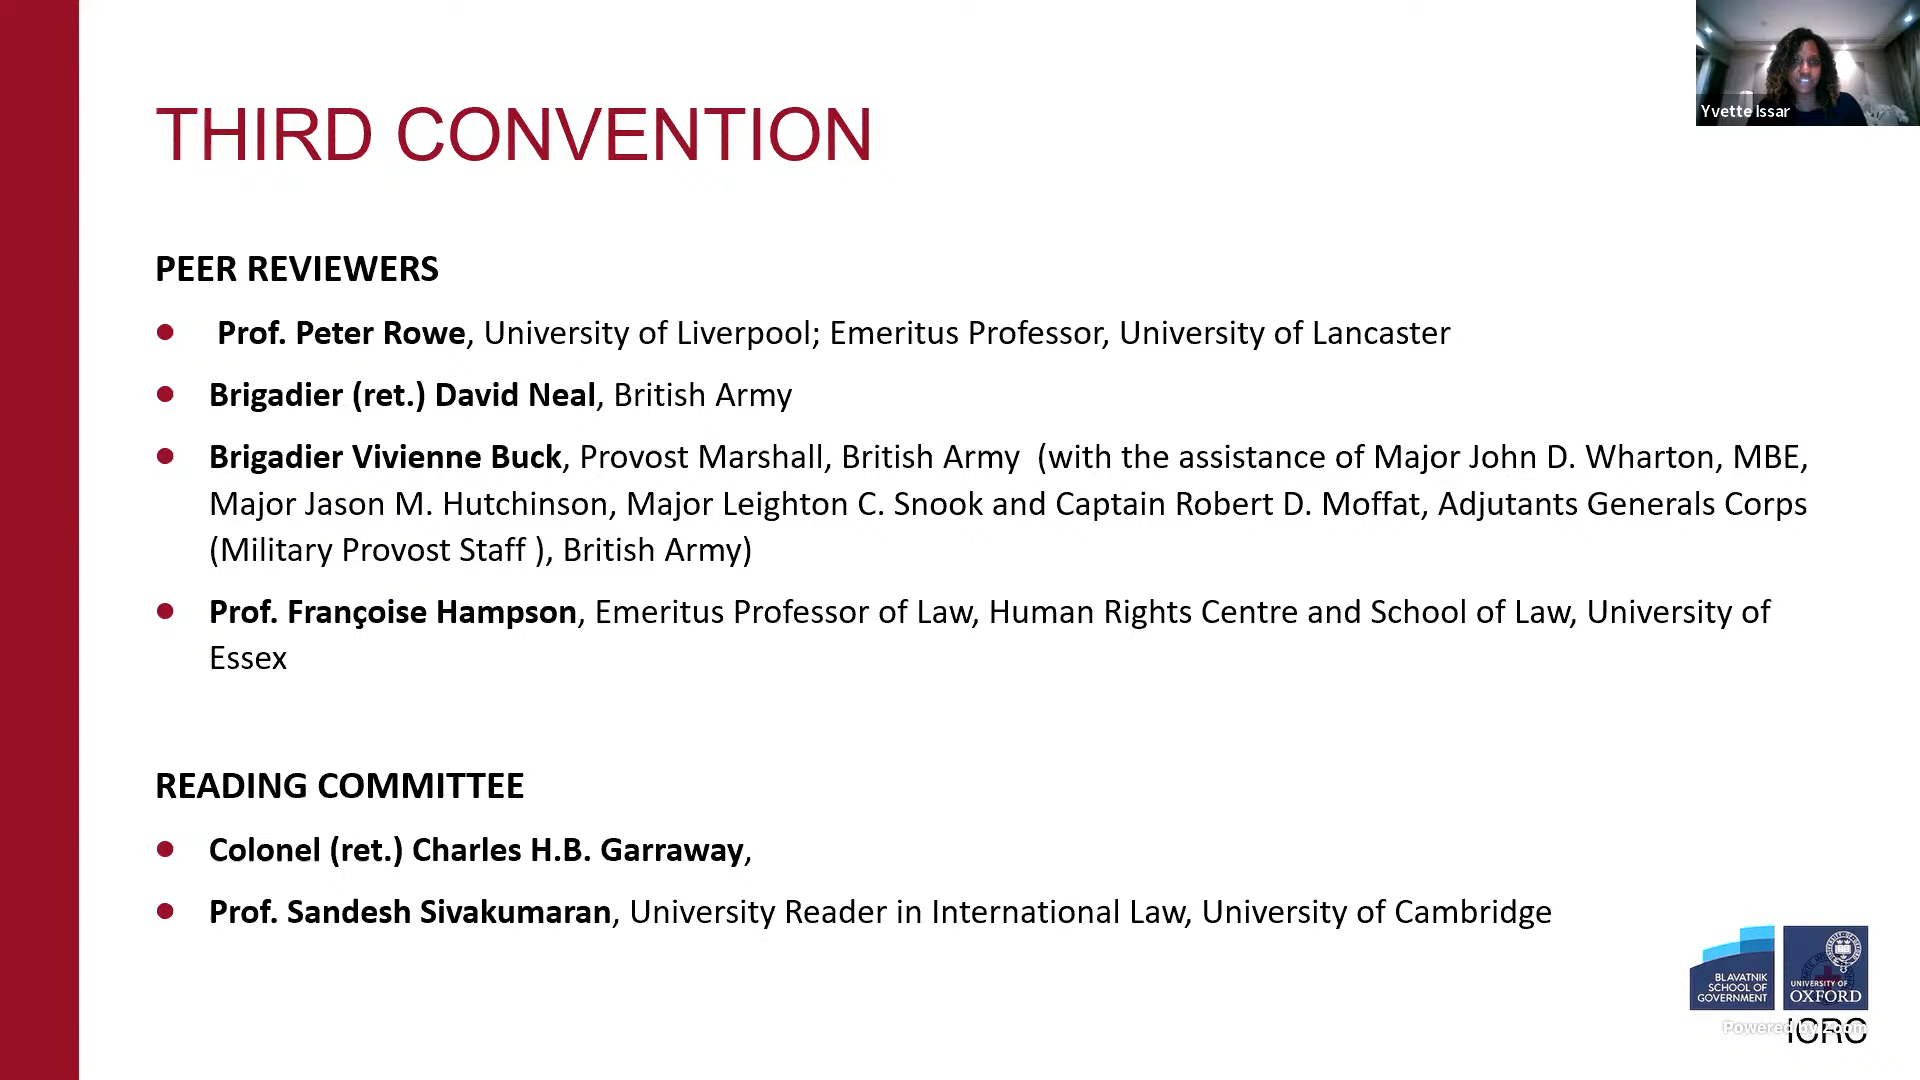 Yvette Issar
THIRD CONVENTION
PEER REVIEWERS
Prof. Peter Rowe, University of Liverpool; Emeritus Professor, University of Lancaster
Brigadier (ret.) David Neal, British Army
Brigadier Vivienne Buck, Provost Marshall, British Army (with the assistance of Major John D. Wharton, MBE,
Major Jason M. Hutchinson, Major Leighton C. Snook and Captain Robert D. Moffat, Adjutants Generals Corps
(Military Provost Staff ), British Army)
Prof. Françoise Hampson, Emeritus Professor of Law, Human Rights Centre and School of Law, University of
Essex
READING COMMITTEE
Colonel (ret.) Charles H.B. Garraway,
Prof. Sandesh Sivakumaran, University Reader in International Law, University of Cambridge
BLAVATNIK
SCHOOL OF
GOVERNMENT
UNIVERSITY OF
OXFORD
Powered by Zoom
ICRC